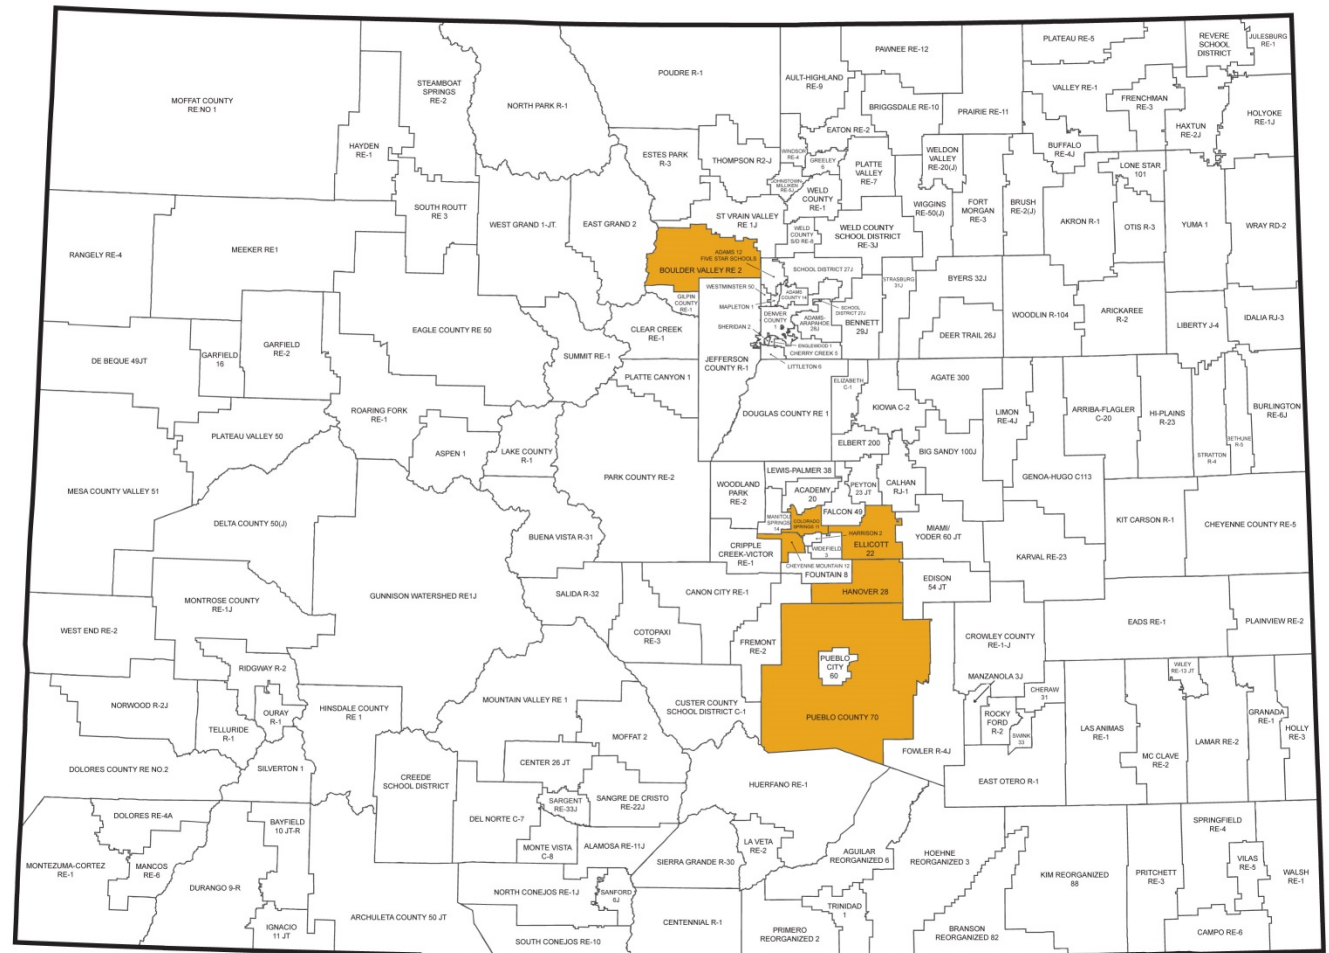 MOFFAT COUNTY
RE:NO 1
STEAMBOAT
SPRINGS
RE-2
NORTH PARK R-1
POUDRE R-1
AULT-HIGHLAND
RE-9
PAWNEE RE-12
BRIGGSDALE RE-10
PRAIRIE RE-11
PLATEAU RE-5
REVERE
SCHOOL
DISTRICT
JULESBURG
RE-1
VALLEY RE-1
FRENCHMAN
RE-3
HAXTUN
RE-2J
HOLYOKE
RE-1J
HAYDEN
RE-1
ESTES PARK
R-3
THOMPSON R2-J
EATON RE-2
WINDSOR
RE-4
GREELEY
6
PLATTE
VALLEY
RE-7
WELDON
VALLEY
RE-20(J)
BUFFALO
RE-4J
LONE STAR
101
SOUTH ROUTT
RE 3
WEST GRAND 1-JT.
EAST GRAND 2
ST VRAIN VALLEY
RE 1J
JOHNSTOWN-
MILLIKEN
RE-5J
WELD
COUNTY
RE-1
WIGGINS
RE-50(J)
FORT
MORGAN
RE-3
BRUSH
RE-2(J)
AKRON R-1
OTIS R-3
YUMA 1
WRAY RD-2
RANGELY RE-4
MEEKER RE1
WELD
COUNTY
S/D RE-8
WELD COUNTY
SCHOOL DISTRICT
RE-3J
ADAMS 12
FIVE STAR SCHOOLS
BOULDER VALLEY RE 2
SCHOOL DISTRICT 27J
STRASBURG
31J
BYERS 32J
WESTMINSTER 50
ADAMS
COUNTY 14
MAPLETON 1
SCHOOL
DISTRICT 27J
GILPIN
COUNTY
RE-1
DENVER
COUNTY
1
ADAMS-
ARAPAHOE
28J
BENNETT
29J
DEER TRAIL 26J
WOODLIN R-104
ARICKAREE
R-2
LIBERTY J-4
IDALIA RJ-3
EAGLE COUNTY RE 50
CLEAR CREEK
RE-1
SHERIDAN 2
ENGLEWOOD 1
CHERRY CREEK 5
LITTLETON 6
DE BEQUE 49JT
GARFIELD
16
GARFIELD
RE-2
SUMMIT RE-1
JEFFERSON
COUNTY R-1
PLATTE CANYON 1
ELIZABETH
C-1
AGATE 300
DOUGLAS COUNTY RE 1
KIOWA C-2
LIMON
RE-4J
ARRIBA-FLAGLER
C-20
HI-PLAINS
R-23
BURLINGTON
RE-6J
ROARING FORK
RE-1
PLATEAU VALLEY 50
ASPEN 1
LAKE COUNTY
R-1
ELBERT 200
BIG SANDY 100J
STRATTON
R-4
BETHUNE
R-5
PARK COUNTY RE-2
LEWIS-PALMER 38
WOODLAND
PARK
RE-2
ACADEMY
20
PEYTON
23 JT
CALHAN
RJ-1
GENOA-HUGO C113
MESA COUNTY VALLEY 51
DELTA COUNTY 50(J)
MANITOU
SPRINGS
14
FALCON 49
COLORADO
SPRINGS 11
KIT CARSON R-1
CHEYENNE COUNTY RE-5
BUENA VISTA R-31
HARRISON 2
MIAMI/
YODER 60 JT
CRIPPLE
CREEK-VICTOR
RE-1
WIDEFIELD
3
ELLICOTT
22
KARVAL RE-23
CHEYENNE MOUNTAIN 12
FOUNTAIN 8
EDISON
54 JT
MONTROSE COUNTY
RE-1J
GUNNISON WATERSHED RE1J
SALIDA R-32
CANON CITY RE-1
HANOVER 28
WEST END RE-2
COTOPAXI
RE-3
FREMONT
RE-2
CROWLEY COUNTY
RE-1-J
EADS RE-1
PLAINVIEW RE-2
PUEBLO
CITY
60
RIDGWAY R-2
MANZANOLA 3J
WILEY
RE-13 JT
NORWOOD R-2J
OURAY
R-1
HINSDALE COUNTY
RE 1
MOUNTAIN VALLEY RE 1
CUSTER COUNTY
SCHOOL DISTRICT C-1
PUEBLO COUNTY 70
CHERAW
31
ROCKY
FORD
R-2
SWINK
33
GRANADA
RE-1
HOLLY
RE-3
TELLURIDE
R-1
MOFFAT 2
FOWLER R-4J
LAS ANIMAS
RE-1
MC CLAVE
RE-2
LAMAR RE-2
DOLORES COUNTY RE NO.2
SILVERTON 1
CREEDE
SCHOOL DISTRICT
CENTER 26 JT
HUERFANO RE-1
EAST OTERO R-1
DOLORES RE-4A
BAYFIELD
10 JT-R
DEL NORTE C-7
SARGENT
RE-33J
SANGRE DE CRISTO
RE-22J
SPRINGFIELD
RE-4
MONTE VISTA
C-8
ALAMOSA RE-11J
LA VETA
RE-2
SIERRA GRANDE R-30
AGUILAR
REORGANIZED 6
HOEHNE
REORGANIZED 3
MONTEZUMA-CORTEZ
RE-1
MANCOS
RE-6
DURANGO 9-R
KIM REORGANIZED
88
PRITCHETT
RE-3
VILAS
RE-5
WALSH
RE-1
NORTH CONEJOS RE-1J
SANFORD
6J
ARCHULETA COUNTY 50 JT
IGNACIO
11 JT
CENTENNIAL R-1
TRINIDAD
1
PRIMERO
REORGANIZED 2
BRANSON
REORGANIZED 82
CAMPO RE-6
SOUTH CONEJOS RE-10